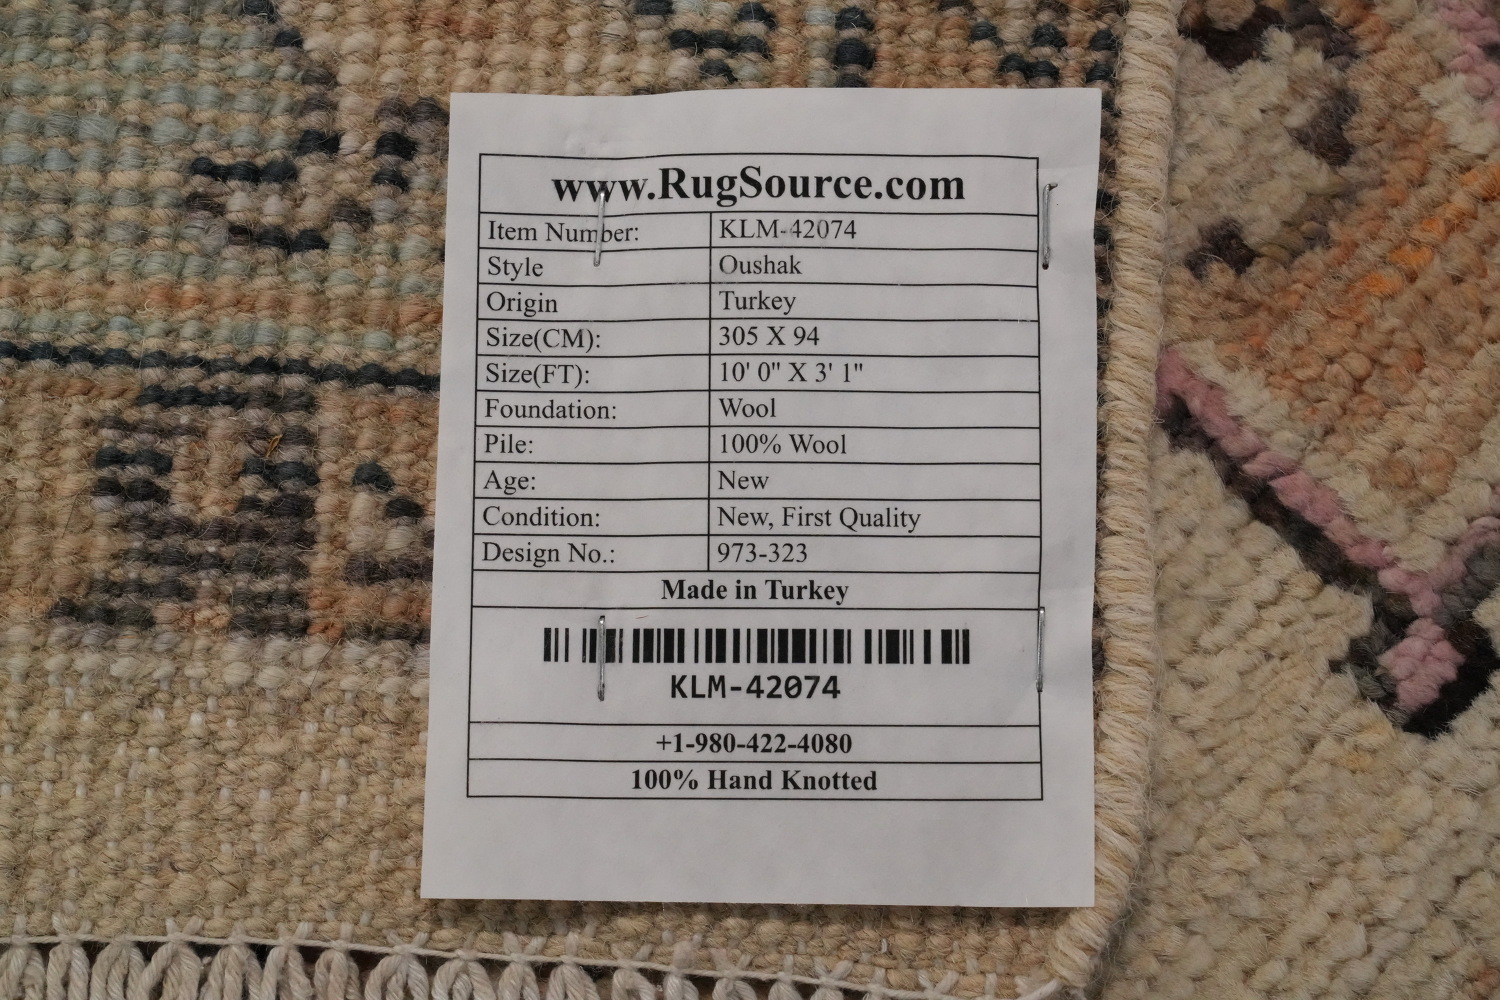 www.RugSource.com
Item Number: KLM-42074
Style Oushak
Origin Turkey
Size(CM): 305 X 94
Size(FT): 10' 0" X 3' 1"
Foundation: Wool
Pile: 100% Wool
Age: New
Condition: New, First Quality
Design No.: 973-323
Made in Turkey
KLM-42074
+1-980-422-4080
100% Hand Knotted